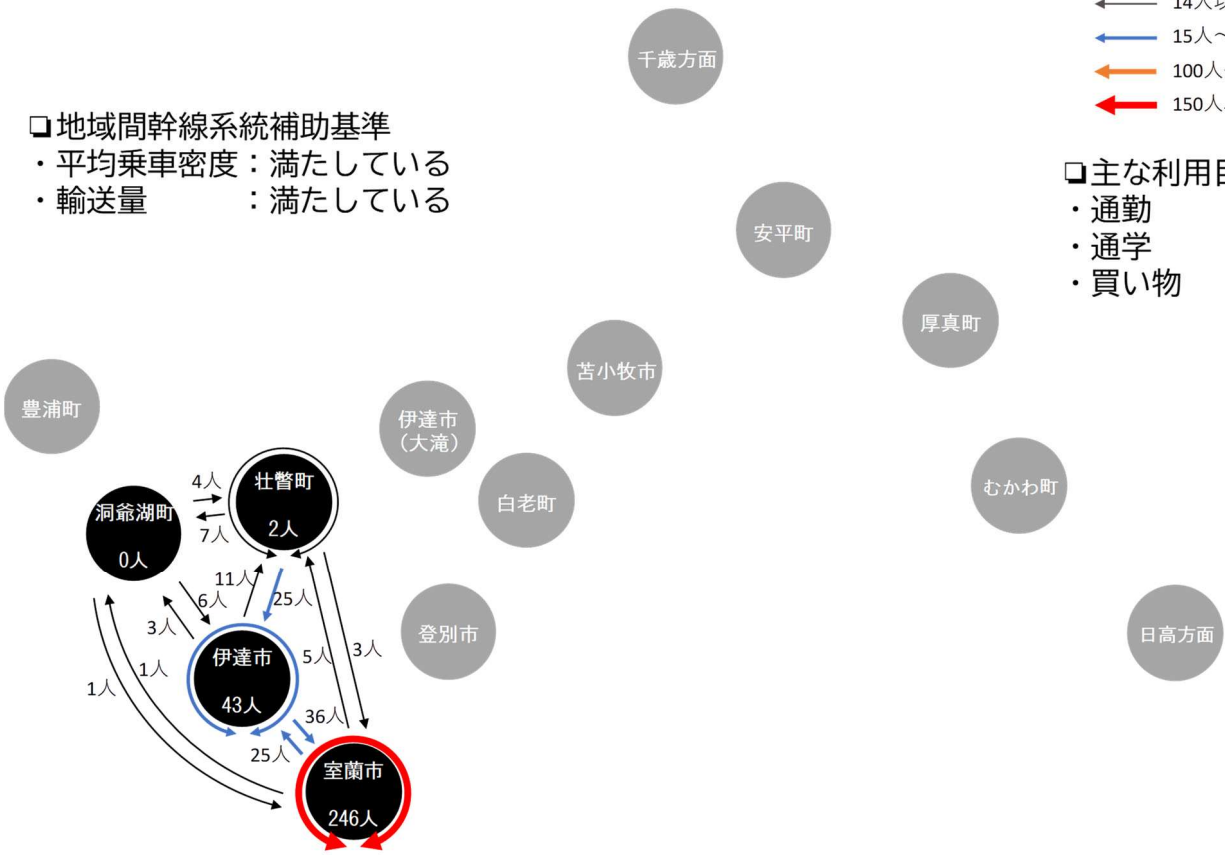 14人以
15人～
100人
150人
千歳方面
❑地域間幹線系統補助基準
・平均乗車密度：満たしている
・輸送量　　　：満たしている
❑主な利用目
・通勤
・通学
・買い物
安平町
厚真町
苫小牧市
豊浦町
伊達市
（大滝）
白老町
むかわ町
登別市
日高方面
壮瞥町
2人
洞爺湖町
0人
4人
7人
11人
6人
25人
3人
1人
1人
伊達市
43人
5人
3人
36人
25人
室蘭市
246人